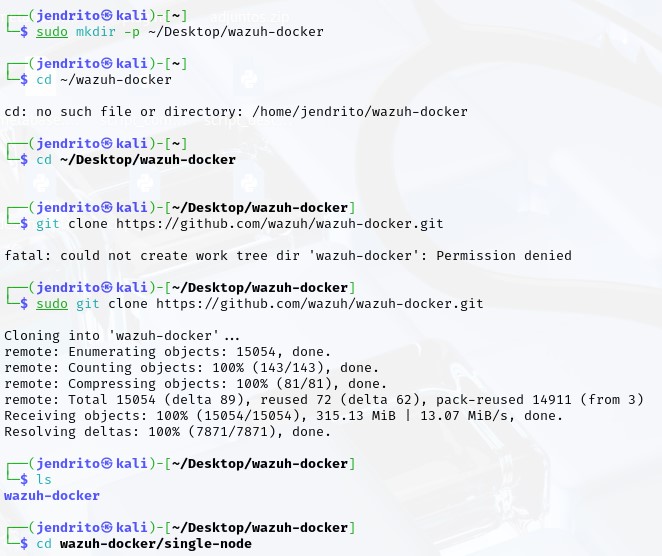 ┌──(jendrito㉿kali)-[~]
└─$ sudo mkdir -p ~/Desktop/wazuh-docker
┌──(jendrito㉿kali)-[~]
└─$ cd ~/wazuh-docker
cd: no such file or directory: /home/jendrito/wazuh-docker
┌──(jendrito㉿kali)-[~]
└─$ cd ~/Desktop/wazuh-docker
┌──(jendrito㉿kali)-[~/Desktop/wazuh-docker]
└─$ git clone https://github.com/wazuh/wazuh-docker.git
fatal: could not create work tree dir 'wazuh-docker': Permission denied
┌──(jendrito㉿kali)-[~/Desktop/wazuh-docker]
└─$ sudo git clone https://github.com/wazuh/wazuh-docker.git
Cloning into 'wazuh-docker'...
remote: Enumerating objects: 15054, done.
remote: Counting objects: 100% (143/143), done.
remote: Compressing objects: 100% (81/81), done.
remote: Total 15054 (delta 89), reused 72 (delta 62), pack-reused 14911 (from 3)
Receiving objects: 100% (15054/15054), 315.13 MiB | 13.07 MiB/s, done.
Resolving deltas: 100% (7871/7871), done.
┌──(jendrito㉿kali)-[~/Desktop/wazuh-docker]
└─$ ls
wazuh-docker
┌──(jendrito㉿kali)-[~/Desktop/wazuh-docker]
└─$ cd wazuh-docker/single-node